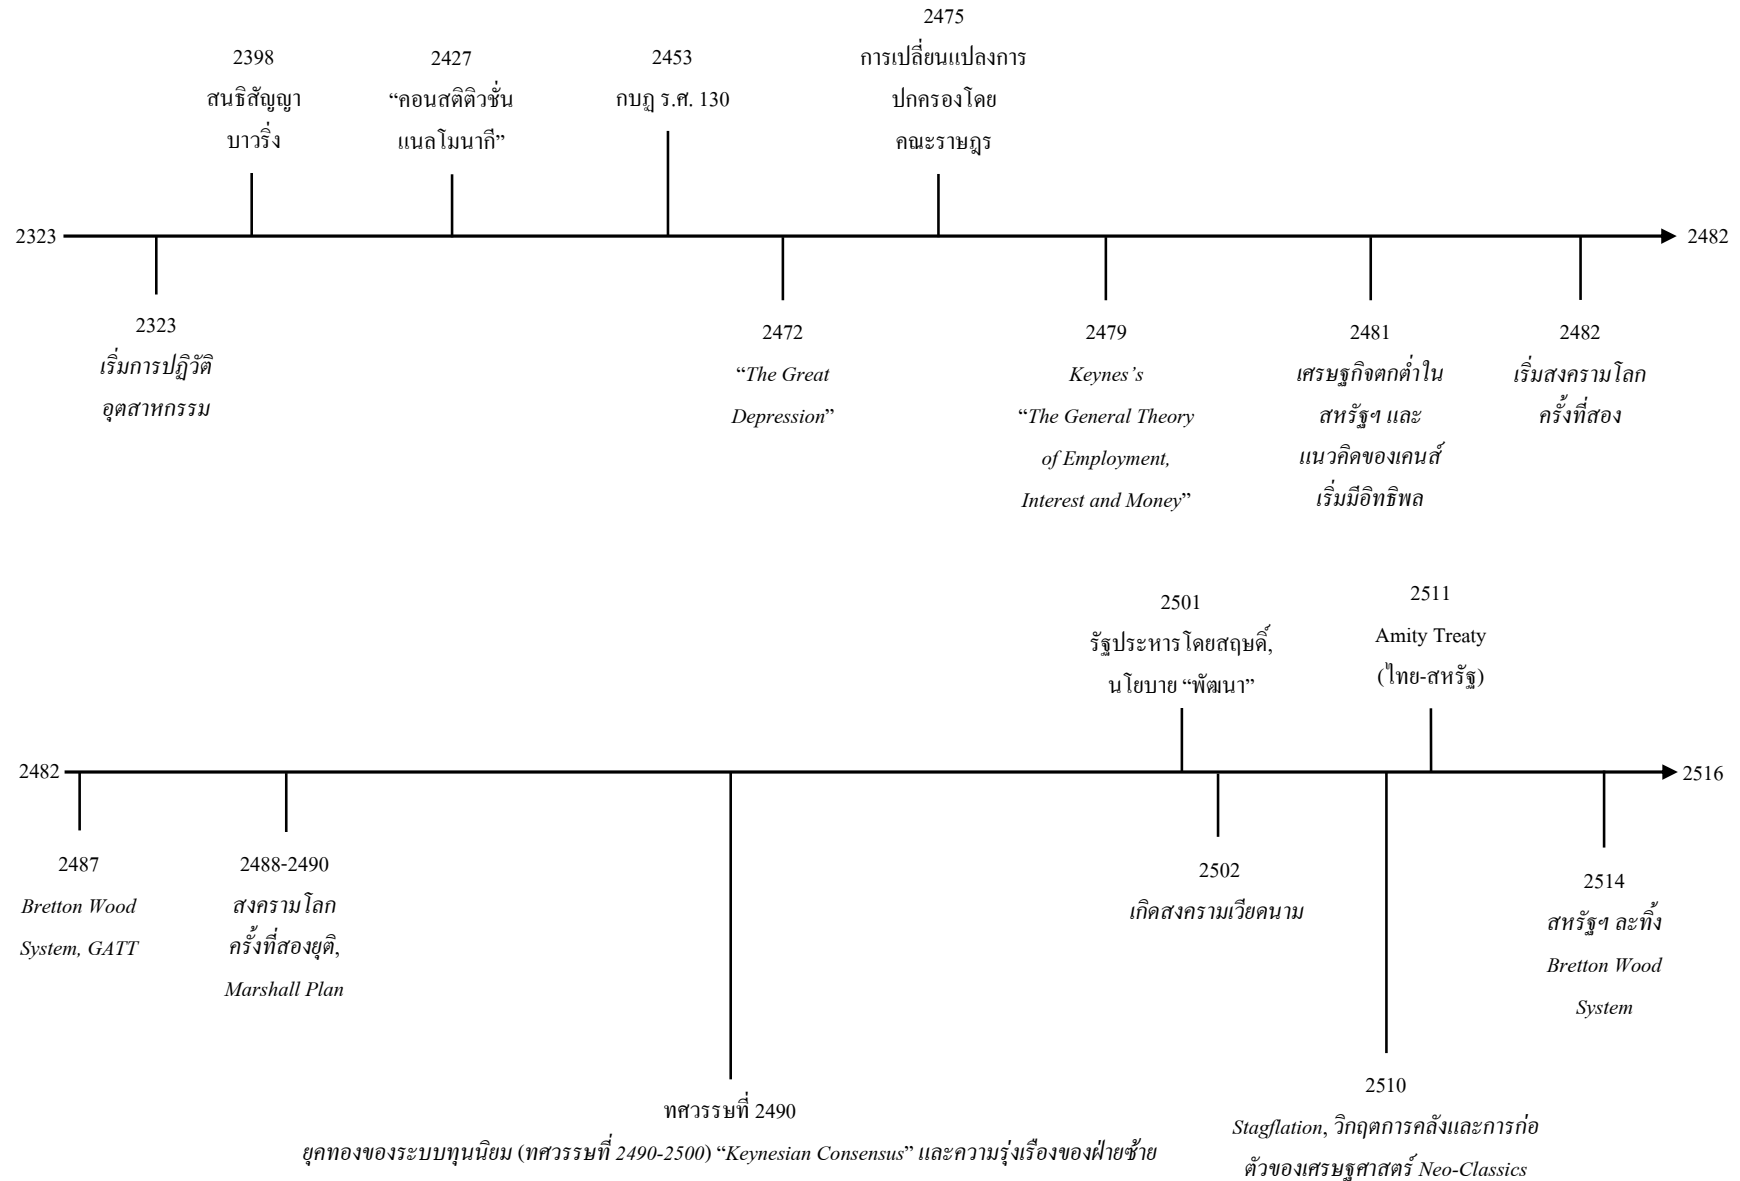 2475
การเปลี่ยนแปลงการ
ปกครองโดย
คณะราษฎร
2398
สนธิสัญญา
บาวริ่ง
2427
“คอนสติติวชั่น
แนลโมนากี”
2453
กบฏ ร.ศ. 130
2323
2482
2323
เริ่มการปฏิวัติ
อุตสาหกรรม
2472
“The Great
Depression”
2479
Keynes’s
“The General Theory
of Employment,
Interest and Money”
2481
เศรษฐกิจตกต่ำใน
สหรัฐฯ และ
แนวคิดของเคนส์
เริ่มมีอิทธิพล
2482
เริ่มสงครามโลก
ครั้งที่สอง
2501
รัฐประหารโดยสฤษดิ์,
นโยบาย “พัฒนา”
2511
Amity Treaty
(ไทย-สหรัฐ)
2482
2516
2487
Bretton Wood
System, GATT
2488-2490
สงครามโลก
ครั้งที่สองยุติ,
Marshall Plan
ทศวรรษที่ 2490
ยุคทองของระบบทุนนิยม (ทศวรรษที่ 2490-2500) “Keynesian Consensus” และความรุ่งเรืองของฝ่ายซ้าย
2502
เกิดสงครามเวียดนาม
2510
Stagflation, วิกฤตการคลังและการก่อ
ตัวของเศรษฐศาสตร์ Neo-Classics
2514
สหรัฐฯ ละทิ้ง
Bretton Wood
System